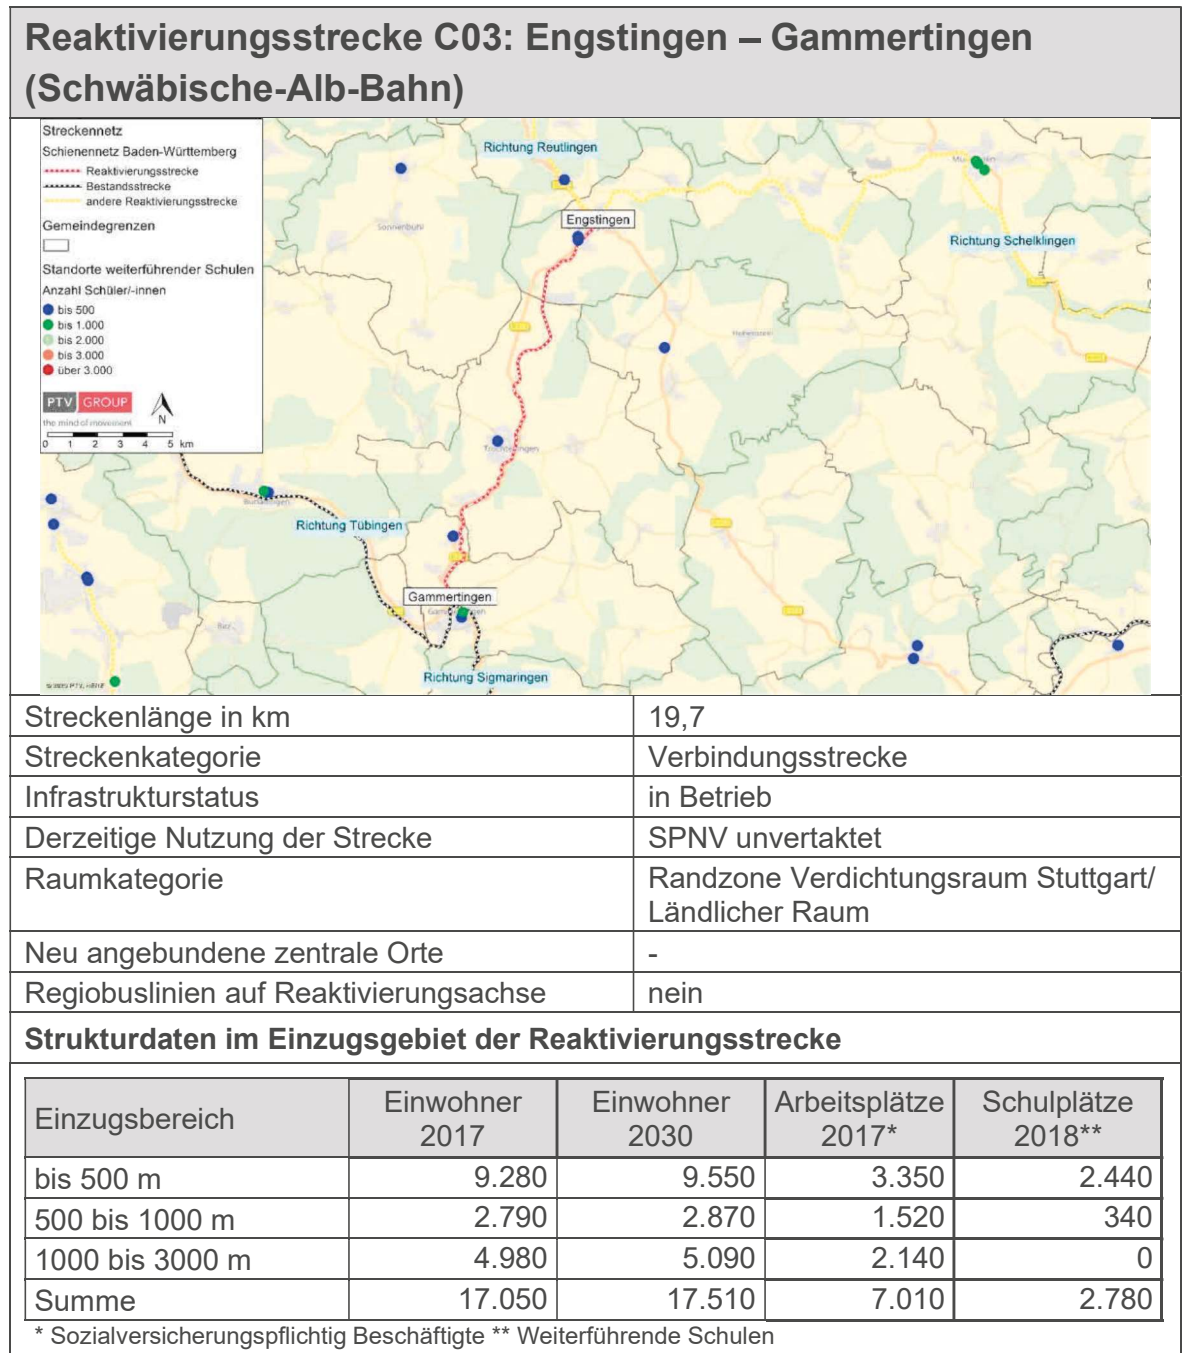 Reaktivierungsstrecke C03: Engstingen – Gammertingen
(Schwäbische-Alb-Bahn)
Streckennetz
Schienennetz Baden-Württemberg
Reaktivierungsstrecke
Bestandsstrecke
andere Reaktivierungsstrecke
Gemeindegrenzen
Standorte weiterführender Schulen
Anzahl Schüler/-innen
bis 500
bis 1.000
bis 2.000
bis 3.000
über 3.000
PTV GROUP
the mind of movement
N
0 1 2 3 4 5 km
Richtung Reutlingen
Engstingen
Sonnenbühl
Richtung Schelklingen
Richtung Tübingen
Gammertingen
Richtung Sigmaringen
Streckenlänge in km 19,7
Streckenkategorie Verbindungsstrecke
Infrastrukturstatus in Betrieb
Derzeitige Nutzung der Strecke SPNV unvertaktet
Raumkategorie Randzone Verdichtungsraum Stuttgart/
Ländlicher Raum
Neu angebundene zentrale Orte -
Regiobuslinien auf Reaktivierungsachse nein
Strukturdaten im Einzugsgebiet der Reaktivierungsstrecke
Einzugsbereich Einwohner 2017 Einwohner 2030 Arbeitsplätze 2017* Schulplätze 2018**
bis 500 m 9.280 9.550 3.350 2.440
500 bis 1000 m 2.790 2.870 1.520 340
1000 bis 3000 m 4.980 5.090 2.140 0
Summe 17.050 17.510 7.010 2.780
* Sozialversicherungspflichtig Beschäftigte ** Weiterführende Schulen